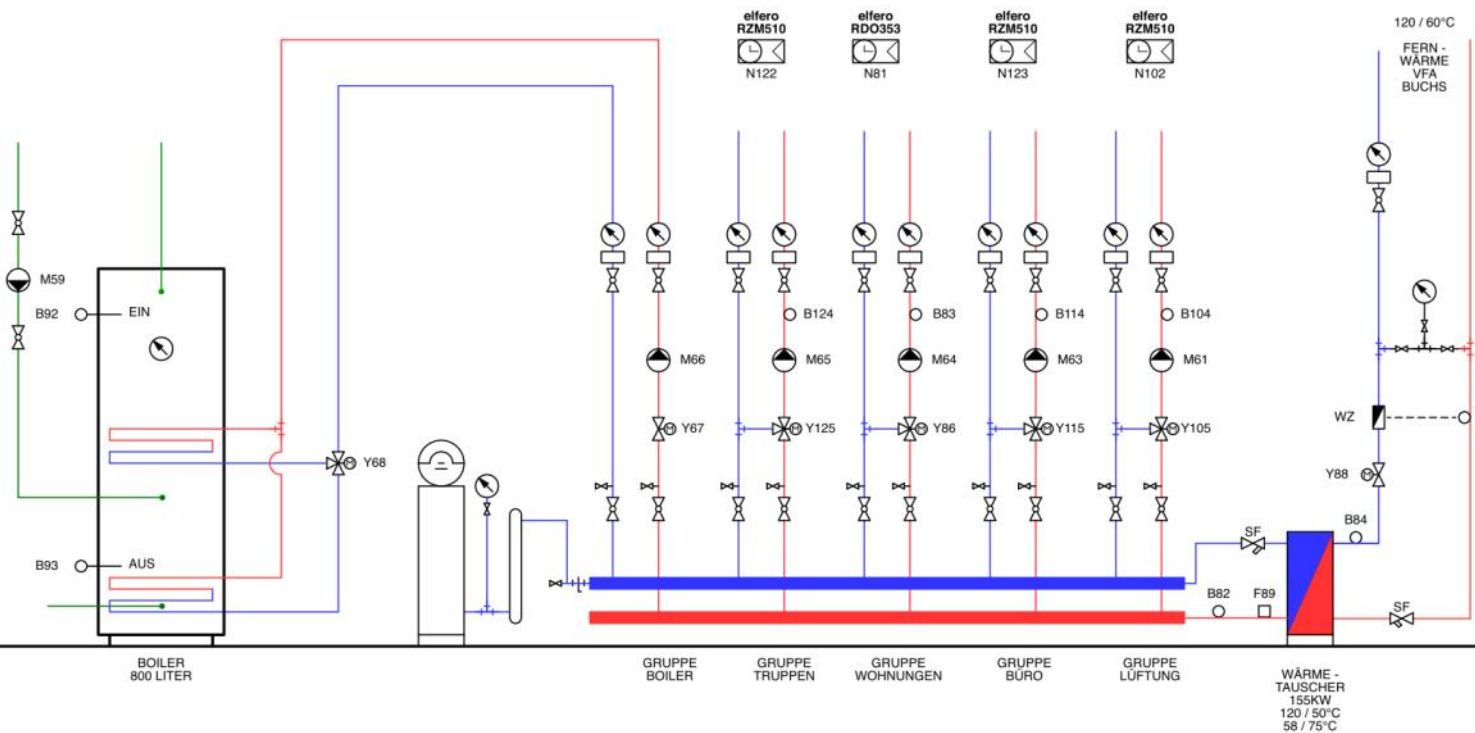 elfero
RZM510
N122
elfero
RDO353
N81
elfero
RZM510
N123
elfero
RZM510
N102
120 / 60°C
FERN -
WÄRME
VFA
BUCHS
M59
B92
EIN
B124
B83
B114
B104
M66
M65
M64
M63
M61
WZ
M Y67
M Y125
M Y86
M Y115
M Y105
M Y68
Y88 M
B84
SF
B93
AUS
B82
F89
SF
BOILER
800 LITER
GRUPPE
BOILER
GRUPPE
TRUPPEN
GRUPPE
WOHNUNGEN
GRUPPE
BÜRO
GRUPPE
LÜFTUNG
WÄRME -
TAUSCHER
155KW
120 / 50°C
58 / 75°C